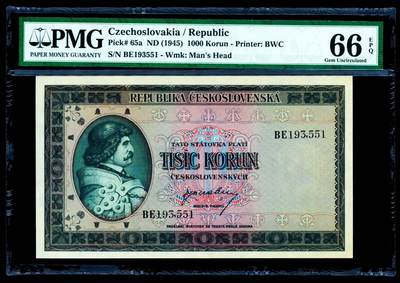 PMG
PAPER MONEY GUARANTY
Czechoslovakia / Republic
Pick# 65a ND (1945) 1000 Korun - Printer: BWC
S/N BE193551 - Wmk: Man's Head
66 EPQ
Gem Uncirculated
REPUBLIKA ČESKOSLOVENSKÁ
BE193,551
TATO STÁTOVKA PLATÍ
TISÍC KORUN
ČESKOSLOVENSKÝCH
BE193,551